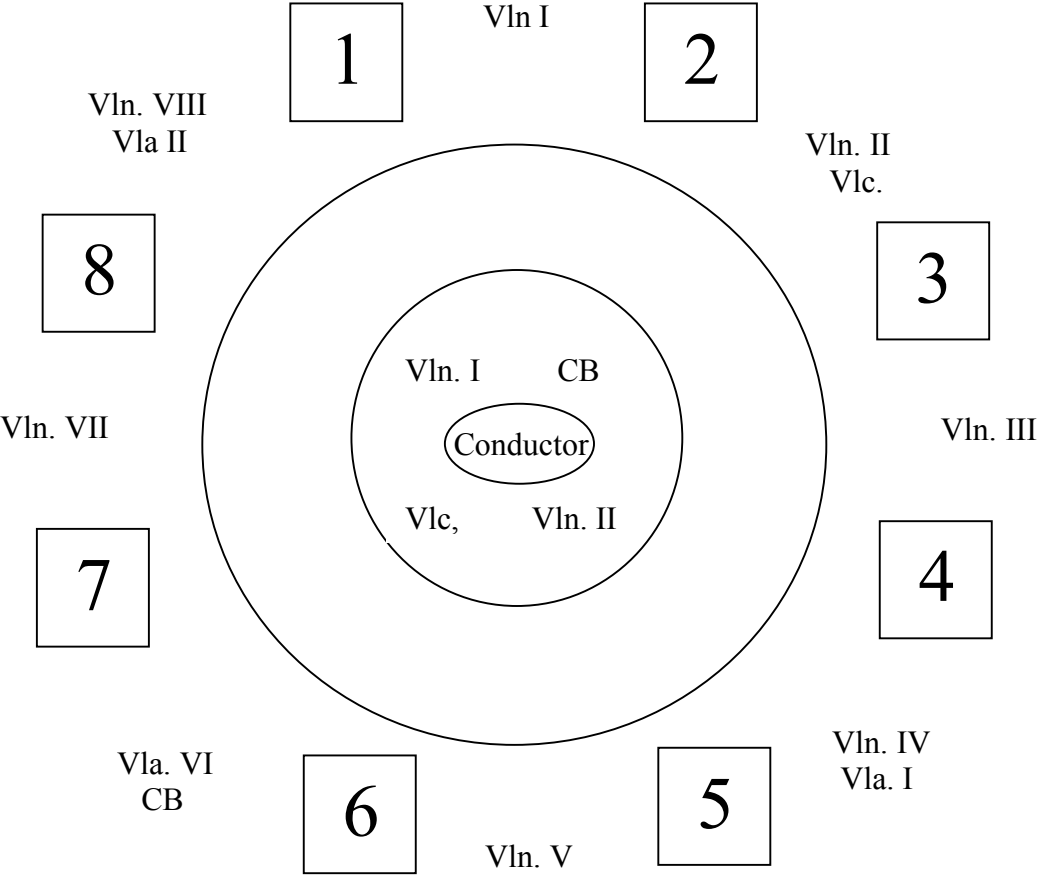 1
Vln I
2
Vln. VIII
Vla II
Vln. II
Vlc.
8
3
Vln. I
CB
Vln. VII
Conductor
Vln. III
Vlc,
Vln. II
7
4
Vla. VI
CB
Vln. IV
Vla. I
6
5
Vln. V